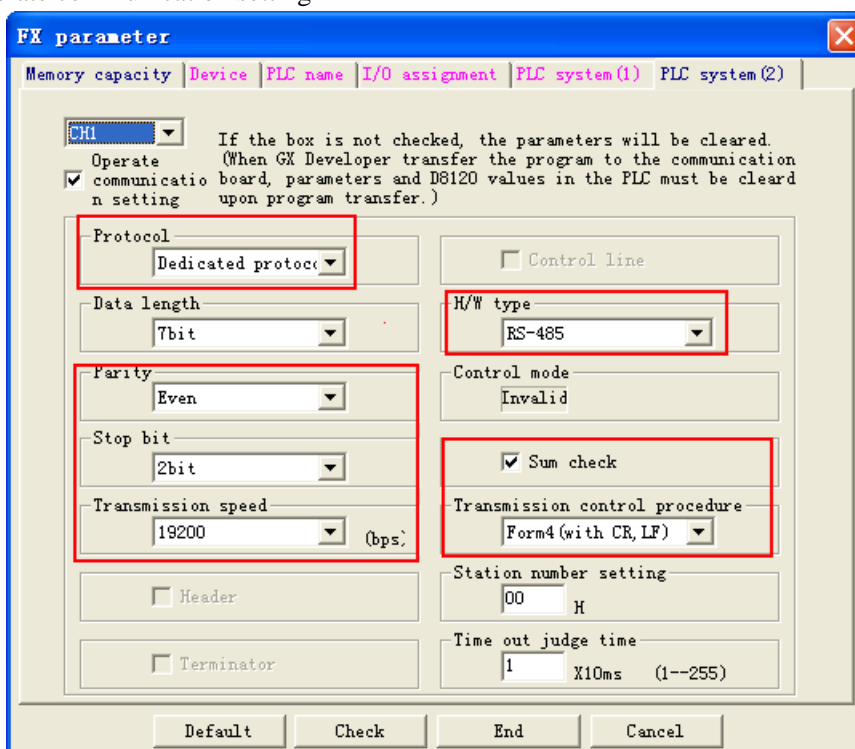 FX parameter
Memory capacity Device PLC name I/O assignment PLC system(1) PLC system(2)
CH1
If the box is not checked, the parameters will be cleared.
Operate (When GX Developer transfer the program to the communication
communicatio board, parameters and D8120 values in the PLC must be cleard
n setting upon program transfer.)
Protocol
Dedicated protoc
Control line
Data length
7bit
H/W type
RS-485
Parity
Even
Control mode
Invalid
Stop bit
2bit
Sum check
Transmission speed
19200 (bps)
Transmission control procedure
Form4(with CR,LF)
Header
Station number setting
00 H
Terminator
Time out judge time
1 X10ms (1--255)
Default Check End Cancel